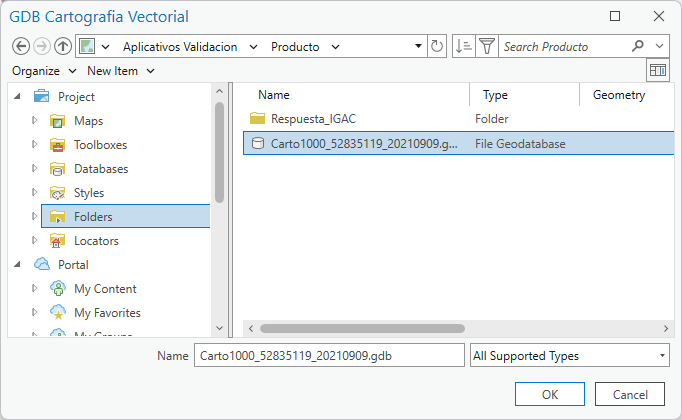 GDB Cartografia Vectorial
Aplicativos Validacion Producto
Search Producto
Organize New Item
Project
Maps
Toolboxes
Databases
Styles
Folders
Locators
Portal
My Content
My Favorites
My Groups
Name Type Geometry
Respuesta_IGAC Folder
Carto1000_52835119_20210909.g... File Geodatabase
Name Carto1000_52835119_20210909.gdb All Supported Types
OK Cancel